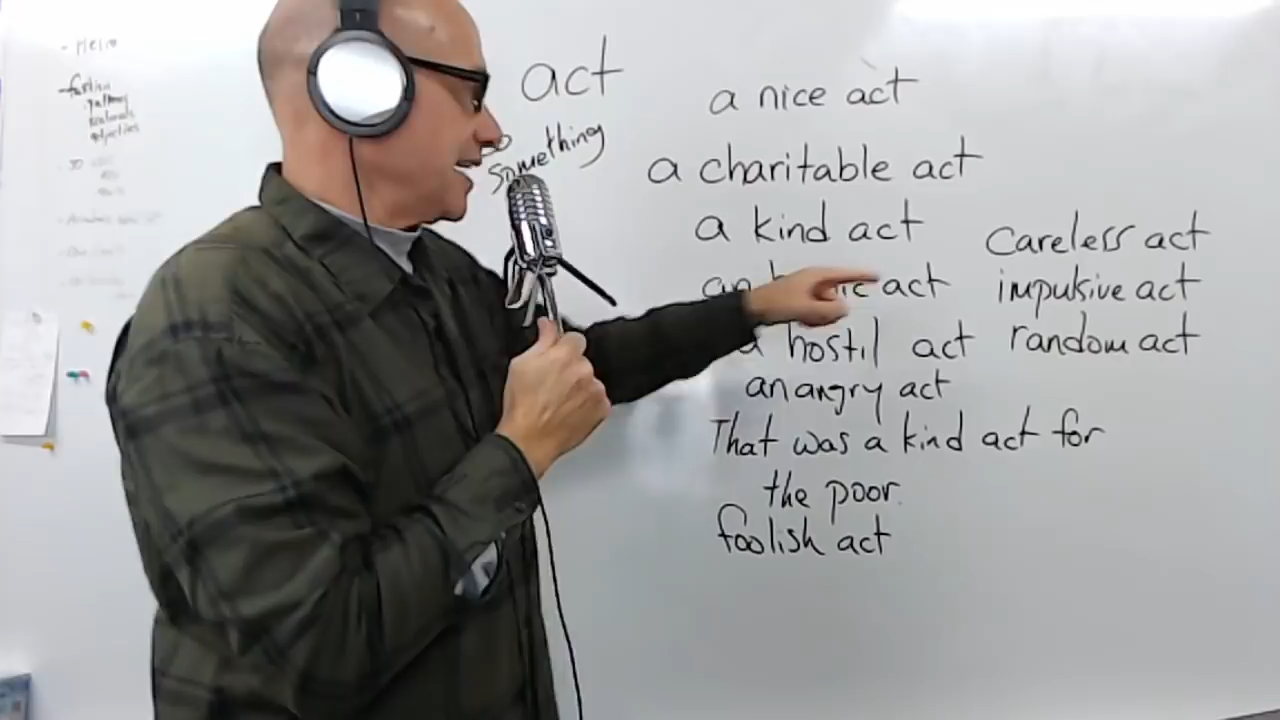 Hello
act
something
a nice act
a charitable act
a kind act
an act
a hostil act
an angry act
That was a kind act for
the poor.
foolish act
Careless act
impulsive act
random act